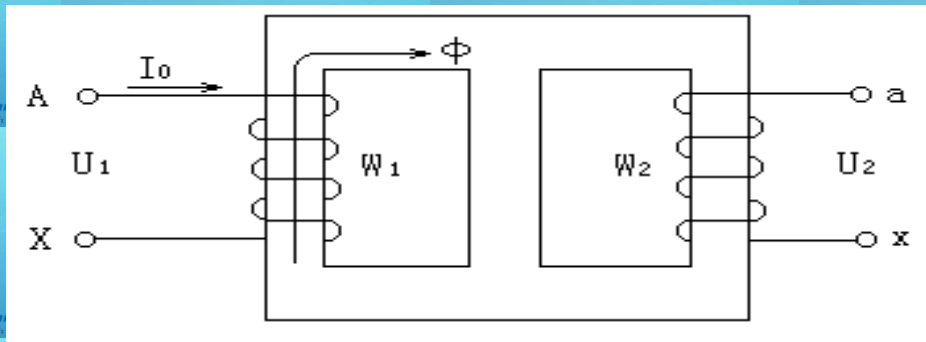 I₀ Φ
A a
U₁ W₁ W₂ U₂
X x